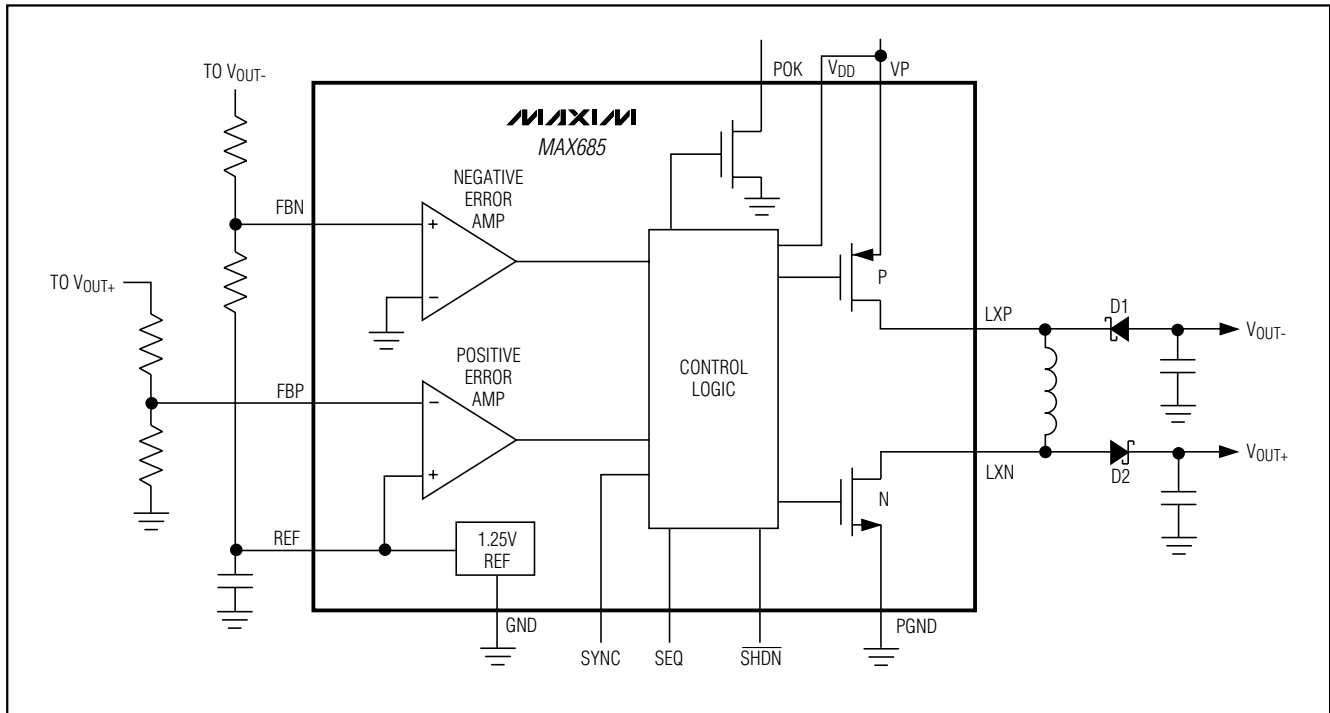 POK
VDD
VP
TO VOUT-
MAXIM
MAX685
NEGATIVE
ERROR
AMP
FBN
+
−
TO VOUT+
P
LXP
D1
VOUT-
POSITIVE
ERROR
AMP
CONTROL
LOGIC
FBP
−
+
LXN
D2
VOUT+
N
REF
1.25V
REF
GND
PGND
SYNC
SEQ
SHDN